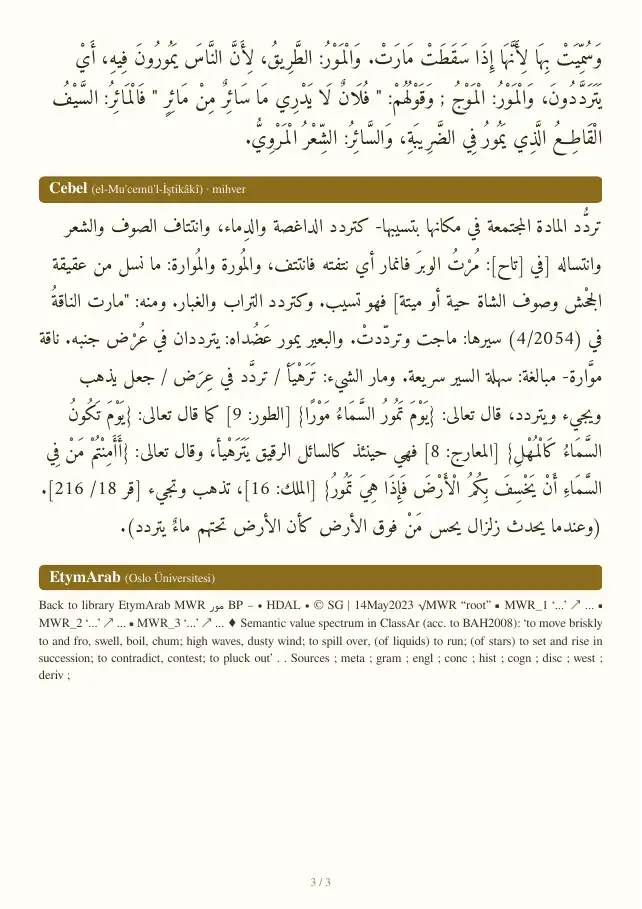 وَسُمِّيَتْ بِهَا لِأَنَّهَا إِذَا سَقَطَتْ مَارَتْ. وَالْمَوْرُ: الطَّرِيقُ، لِأَنَّ النَّاسَ يَمُورُونَ فِيهِ، أَيْ
يَتَرَدَّدُونَ، وَالْمَوْرُ: الْمَوْجُ ; وَقَوْلُهُمْ: " فُلَانٌ لَا يَدْرِي مَا سَائِرٌ مِنْ مَائِرٍ " فَالْمَائِرُ: السَّيْفُ
الْقَاطِعُ الَّذِي يَمُورُ فِي الضَّرِيبَةِ، وَالسَّائِرُ: الشِّعْرُ الْمَرْوِيُّ.
Cebel (el-Mu'cemü'l-İştikâkî) · mihver
تردُّد المادة المجتمعة في مكانها بتسيبها- كتردد الداغصة والدِماء، وانتتاف الصوف والشعر
وانتساله [في [تاح]: مُرْتُ الوبرَ فانمار أي نتفته فانتتف، والمُورة والمُوارة: ما نسل من عقيقة
الجَحْش وصوف الشاة حية أو ميتة] فهو تسيب. وكتردد التراب والغبار. ومنه: "مارت الناقةُ
في (4/2054) سيرها: ماجت وتردّدتْ. والبعير يمور عَضُداه: يترددان في عُرْض جنبه. ناقة
موَّارة- مبالغة: سهلة السير سريعة. ومار الشيء: تَرَهْيَأَ / تردَّد في عِرَض / جعل يذهب
ويجيء ويتردد، قال تعالى: {يَوْمَ تَمُورُ السَّمَاءُ مَوْرًا} [الطور: 9] كما قال تعالى: {يَوْمَ تَكُونُ
السَّمَاءُ كَالْمُهْلِ} [المعارج: 8] فهي حينئذ كالسائل الرقيق يَتَرَهْيأ، وقال تعالى: {أَأَمِنْتُمْ مَنْ فِي
السَّمَاءِ أَنْ يَخْسِفَ بِكُمُ الْأَرْضَ فَإِذَا هِيَ تَمُورُ} [الملك: 16]، تذهب وتجيء [قر 18/ 216].
(وعندما يحدث زلزال يحس مَنْ فوق الأرض كأن الأرض تحتهم ماءٌ يتردد).
EtymArab (Oslo Üniversitesi)
Back to library EtymArab MWR مور BP – • HDAL • © SG | 14May2023 √MWR “root” ▪ MWR_1 ‘...’ ↗ ... ▪
MWR_2 ‘...’ ↗ ... ▪ MWR_3 ‘...’ ↗ ... ♦ Semantic value spectrum in ClassAr (acc. to BAH2008): ‘to move briskly
to and fro, swell, boil, churn; high waves, dusty wind; to spill over, (of liquids) to run; (of stars) to set and rise in
succession; to contradict, contest; to pluck out’ . . Sources ; meta ; gram ; engl ; conc ; hist ; cogn ; disc ; west ;
deriv ;
3 / 3